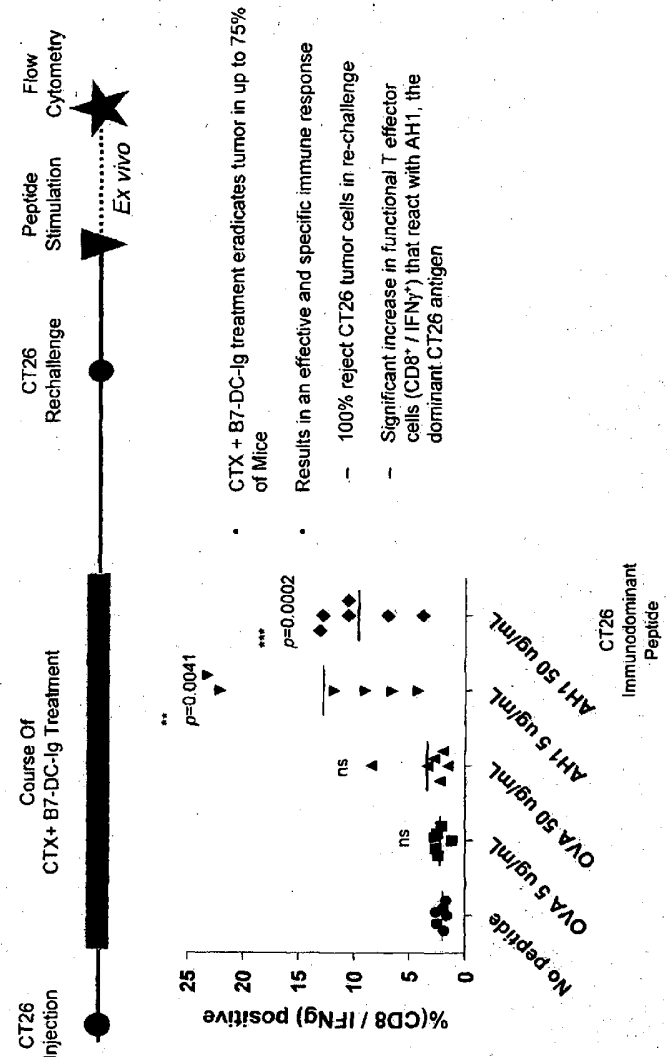 CT26
Injection
Course Of
CTX+ B7-DC-Ig Treatment
CT26
Rechallenge
Peptide
Stimulation
Flow
Cytometry
Ex vivo
%(CD8 / IFNg) positive
25
20
15
10
5
0
ns
ns
**
p=0.0041
***
p=0.0002
No peptide
OVA 5 ug/mL
OVA 50 ug/mL
AH1 5 ug/mL
AH1 50 ug/mL
CT26
Immunodominant
Peptide
• CTX + B7-DC-Ig treatment eradicates tumor in up to 75%
of Mice
• Results in an effective and specific immune response
– 100% reject CT26 tumor cells in re-challenge
– Significant increase in functional T effector
cells (CD8⁺ / IFNγ⁺) that react with AH1, the
dominant CT26 antigen